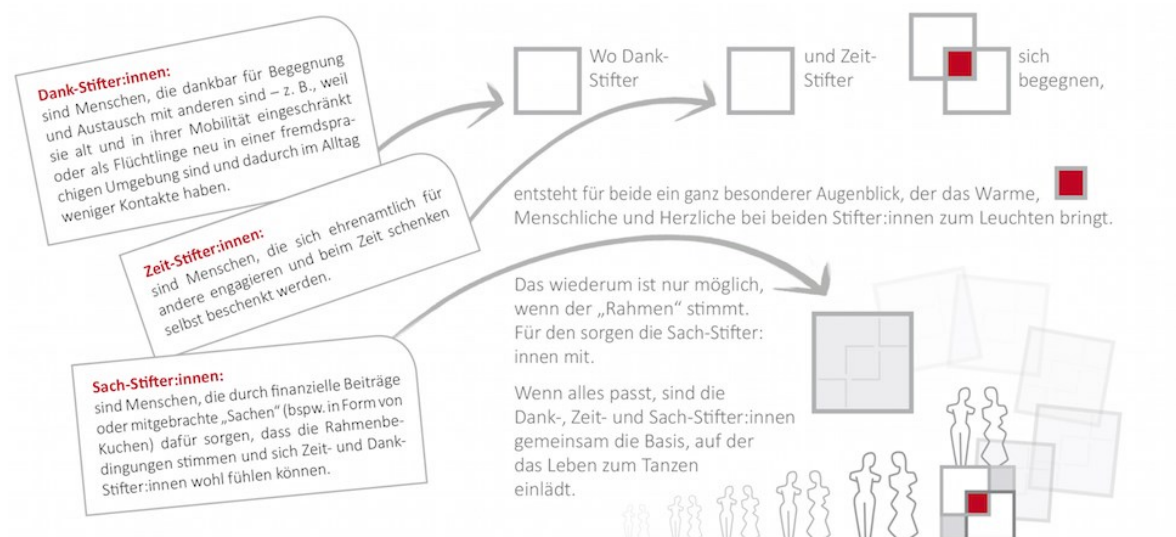 Dank-Stifter:innen:
sind Menschen, die dankbar für Begegnung
und Austausch mit anderen sind – z. B., weil
sie alt und in ihrer Mobilität eingeschränkt
oder als Flüchtlinge neu in einer fremdspra-
chigen Umgebung sind und dadurch im Alltag
weniger Kontakte haben.
Zeit-Stifter:innen:
sind Menschen, die sich ehrenamtlich für
andere engagieren und beim Zeit schenken
selbst beschenkt werden.
Sach-Stifter:innen:
sind Menschen, die durch finanzielle Beiträge
oder mitgebrachte „Sachen“ (bspw. in Form von
Kuchen) dafür sorgen, dass die Rahmenbe-
dingungen stimmen und sich Zeit- und Dank-
Stifter:innen wohl fühlen können.
Wo Dank-
Stifter
und Zeit-
Stifter
sich
begegnen,
entsteht für beide ein ganz besonderer Augenblick, der das Warme,
Menschliche und Herzliche bei beiden Stifter:innen zum Leuchten bringt.
Das wiederum ist nur möglich,
wenn der „Rahmen“ stimmt.
Für den sorgen die Sach-Stifter:
innen mit.
Wenn alles passt, sind die
Dank-, Zeit- und Sach-Stifter:innen
gemeinsam die Basis, auf der
das Leben zum Tanzen
einlädt.